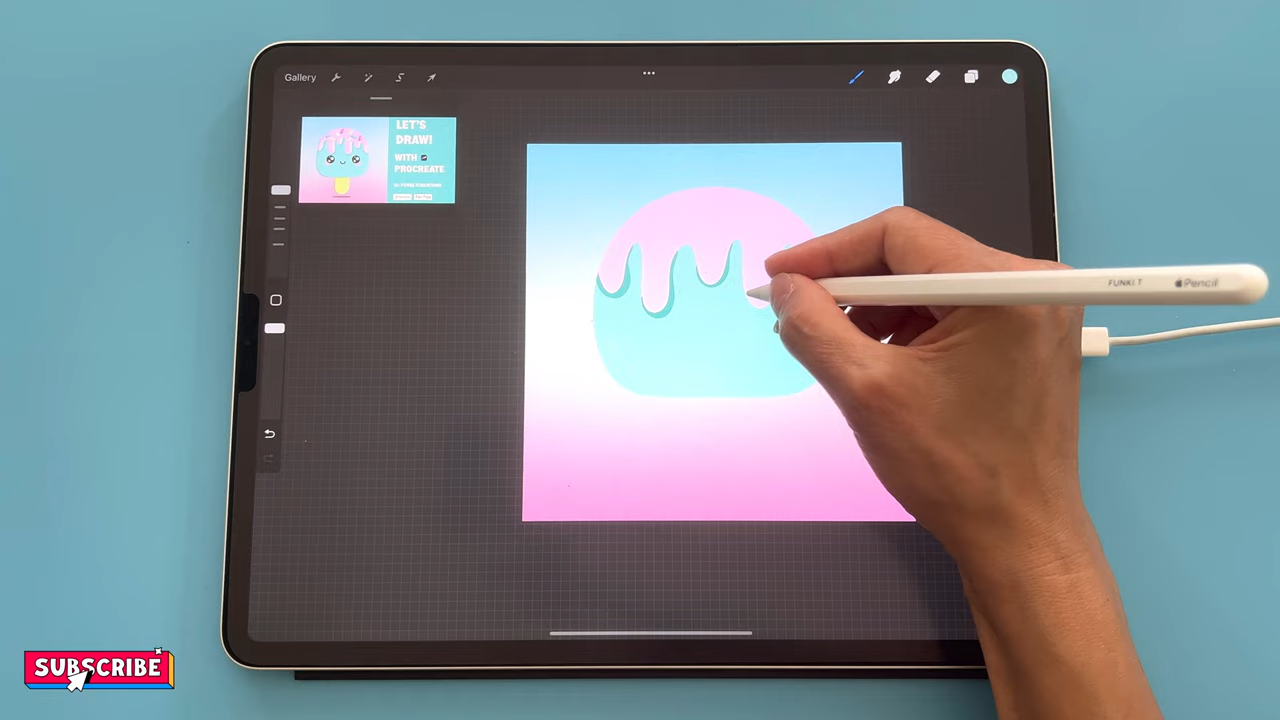 Gallery
LET'S
DRAW!
WITH
PROCREATE
FUNKIT
Pencil
SUBSCRIBE